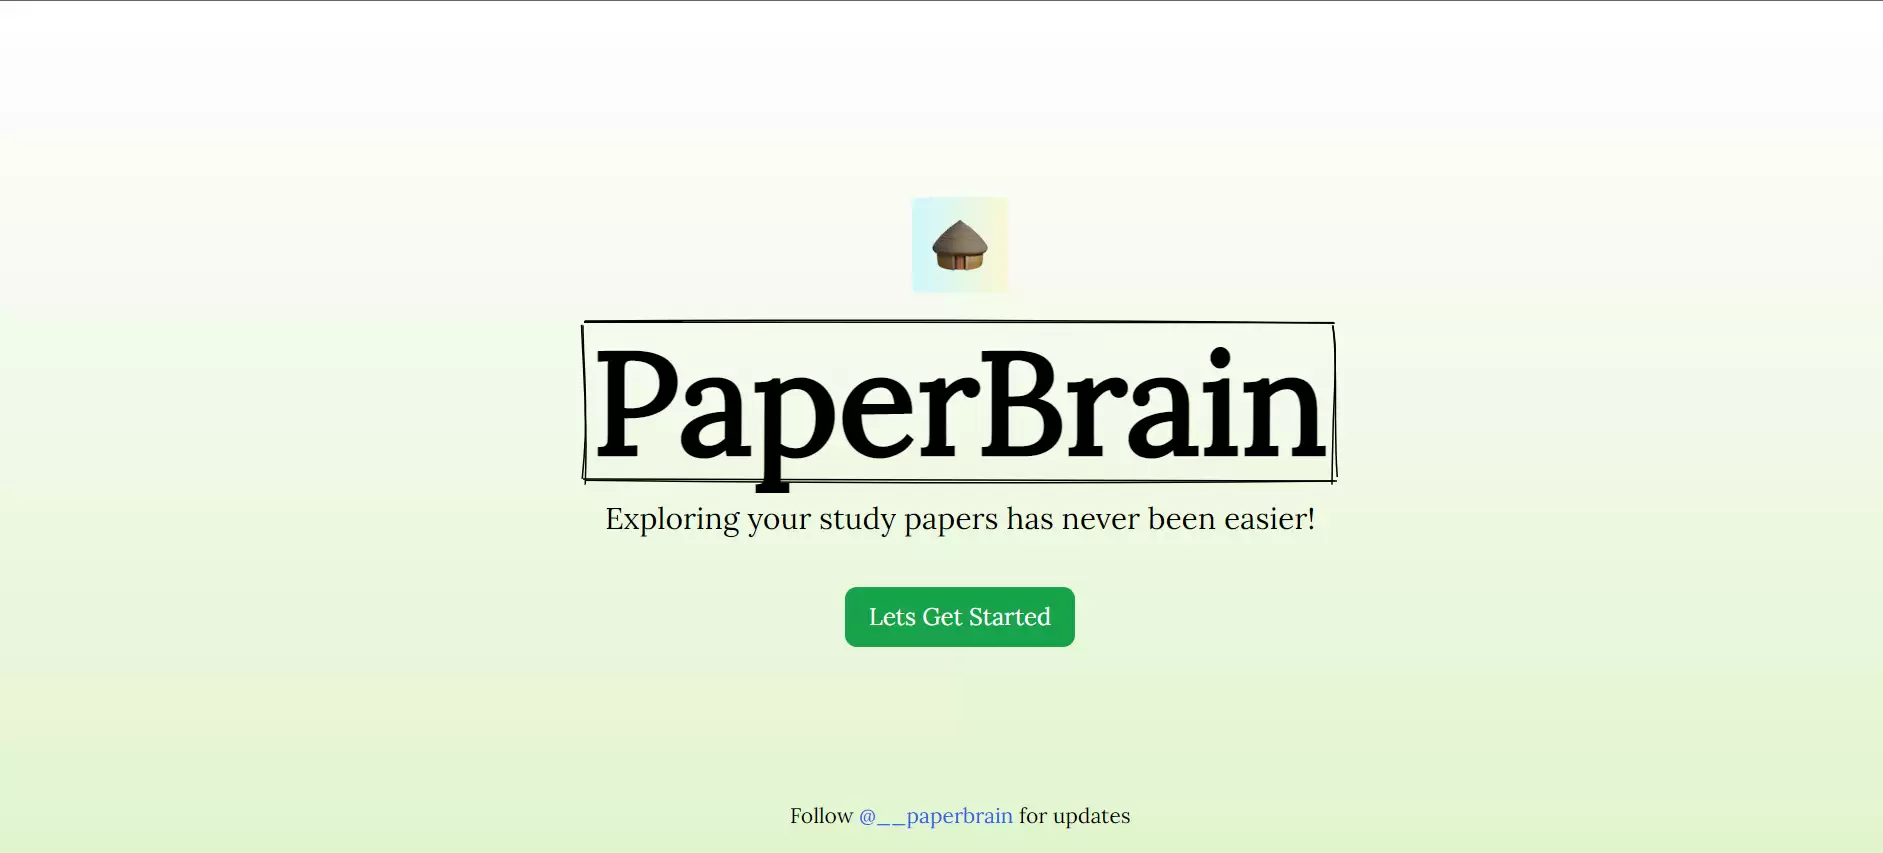 PaperBrain
Exploring your study papers has never been easier!
Lets Get Started
Follow @__paperbrain for updates